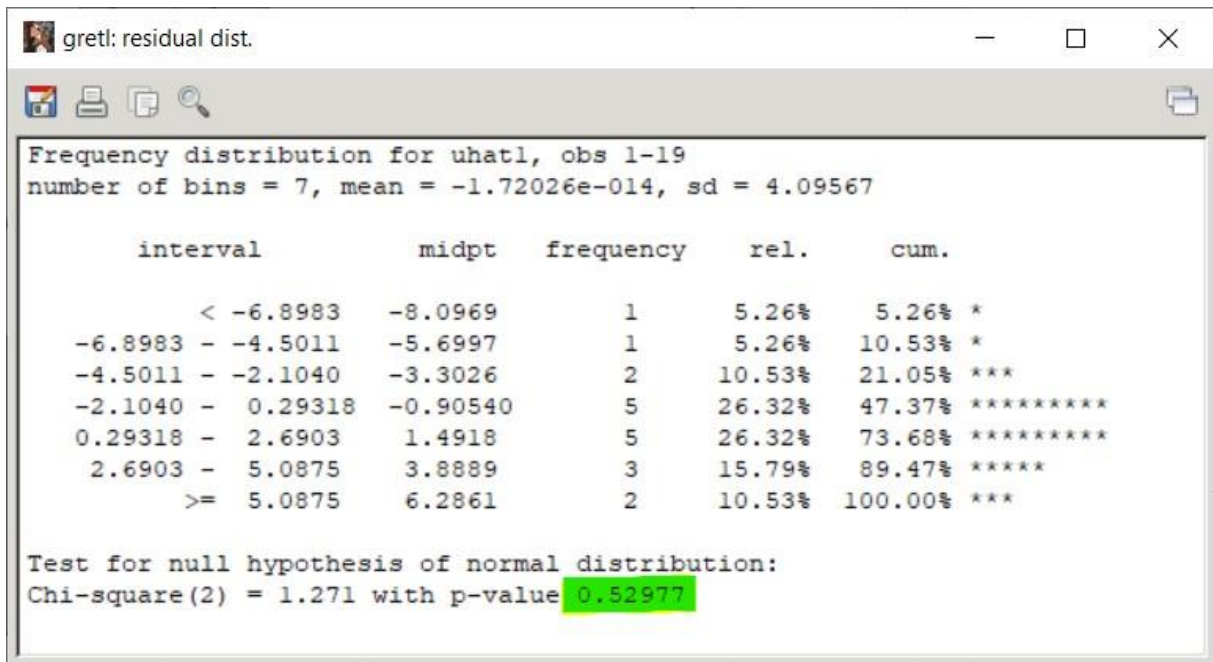 gretl: residual dist.
Frequency distribution for uhat1, obs 1-19
number of bins = 7, mean = -1.72026e-014, sd = 4.09567
interval midpt frequency rel. cum.
< -6.8983 -8.0969 1 5.26% 5.26% *
-6.8983 - -4.5011 -5.6997 1 5.26% 10.53% *
-4.5011 - -2.1040 -3.3026 2 10.53% 21.05% ***
-2.1040 - 0.29318 -0.90540 5 26.32% 47.37% *********
0.29318 - 2.6903 1.4918 5 26.32% 73.68% *********
2.6903 - 5.0875 3.8889 3 15.79% 89.47% *****
>= 5.0875 6.2861 2 10.53% 100.00% ***
Test for null hypothesis of normal distribution:
Chi-square(2) = 1.271 with p-value 0.52977